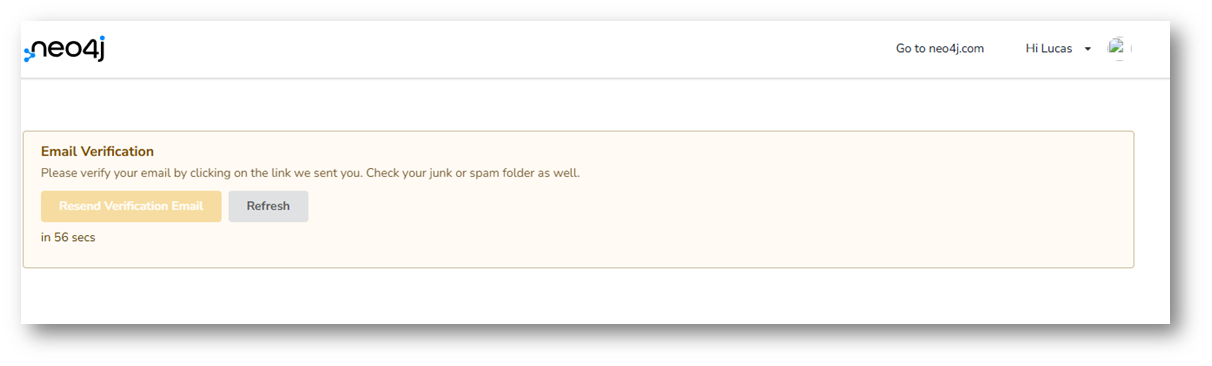 neo4j
Go to neo4j.com
Hi Lucas
Email Verification
Please verify your email by clicking on the link we sent you. Check your junk or spam folder as well.
Resend Verification Email
Refresh
in 56 secs